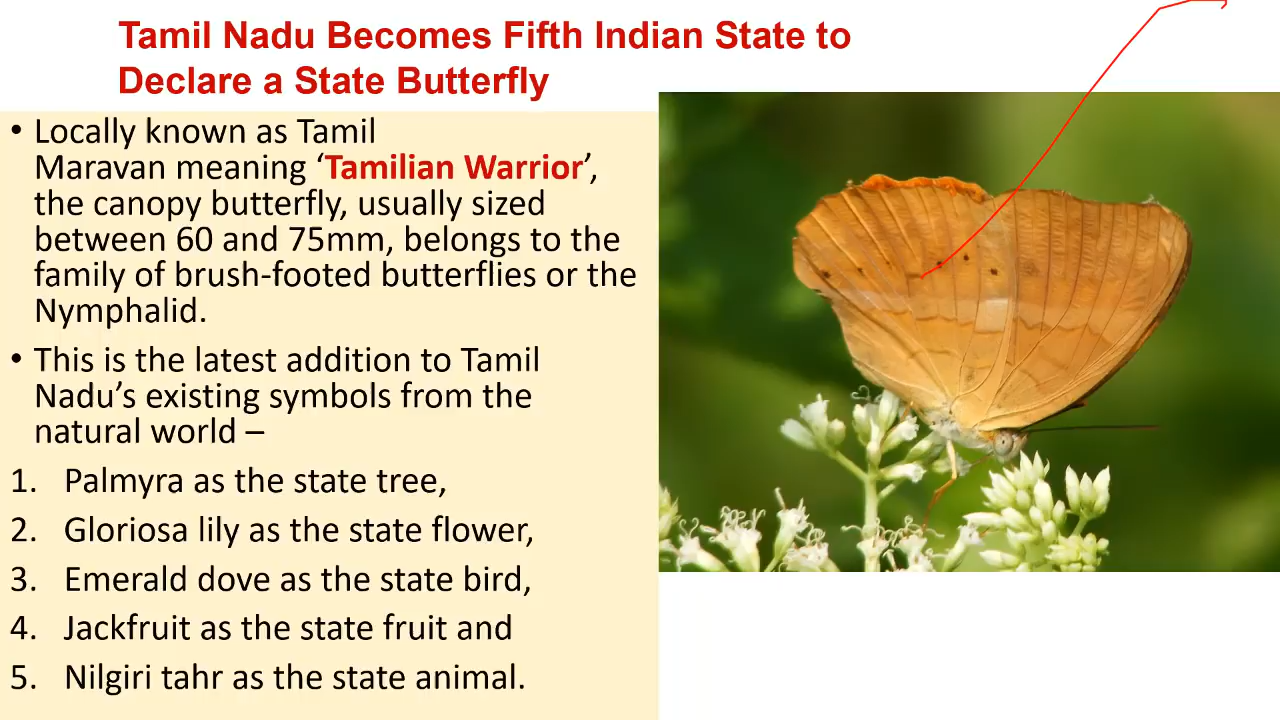 Tamil Nadu Becomes Fifth Indian State to
Declare a State Butterfly
• Locally known as Tamil
Maravan meaning ‘Tamilian Warrior’,
the canopy butterfly, usually sized
between 60 and 75mm, belongs to the
family of brush-footed butterflies or the
Nymphalid.
• This is the latest addition to Tamil
Nadu’s existing symbols from the
natural world –
1. Palmyra as the state tree,
2. Gloriosa lily as the state flower,
3. Emerald dove as the state bird,
4. Jackfruit as the state fruit and
5. Nilgiri tahr as the state animal.